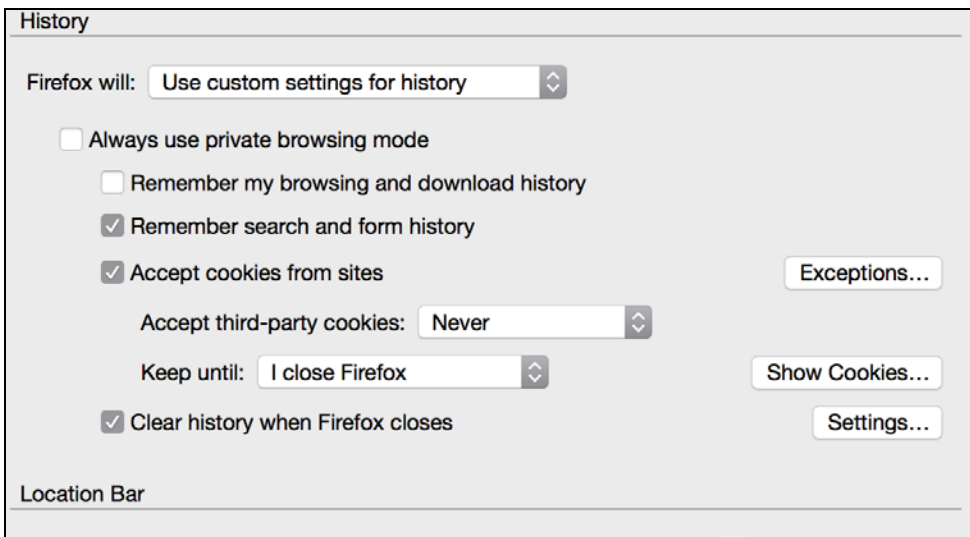 History
Firefox will: Use custom settings for history
Always use private browsing mode
Remember my browsing and download history
Remember search and form history
Accept cookies from sites Exceptions...
Accept third-party cookies: Never
Keep until: I close Firefox Show Cookies...
Clear history when Firefox closes Settings...
Location Bar